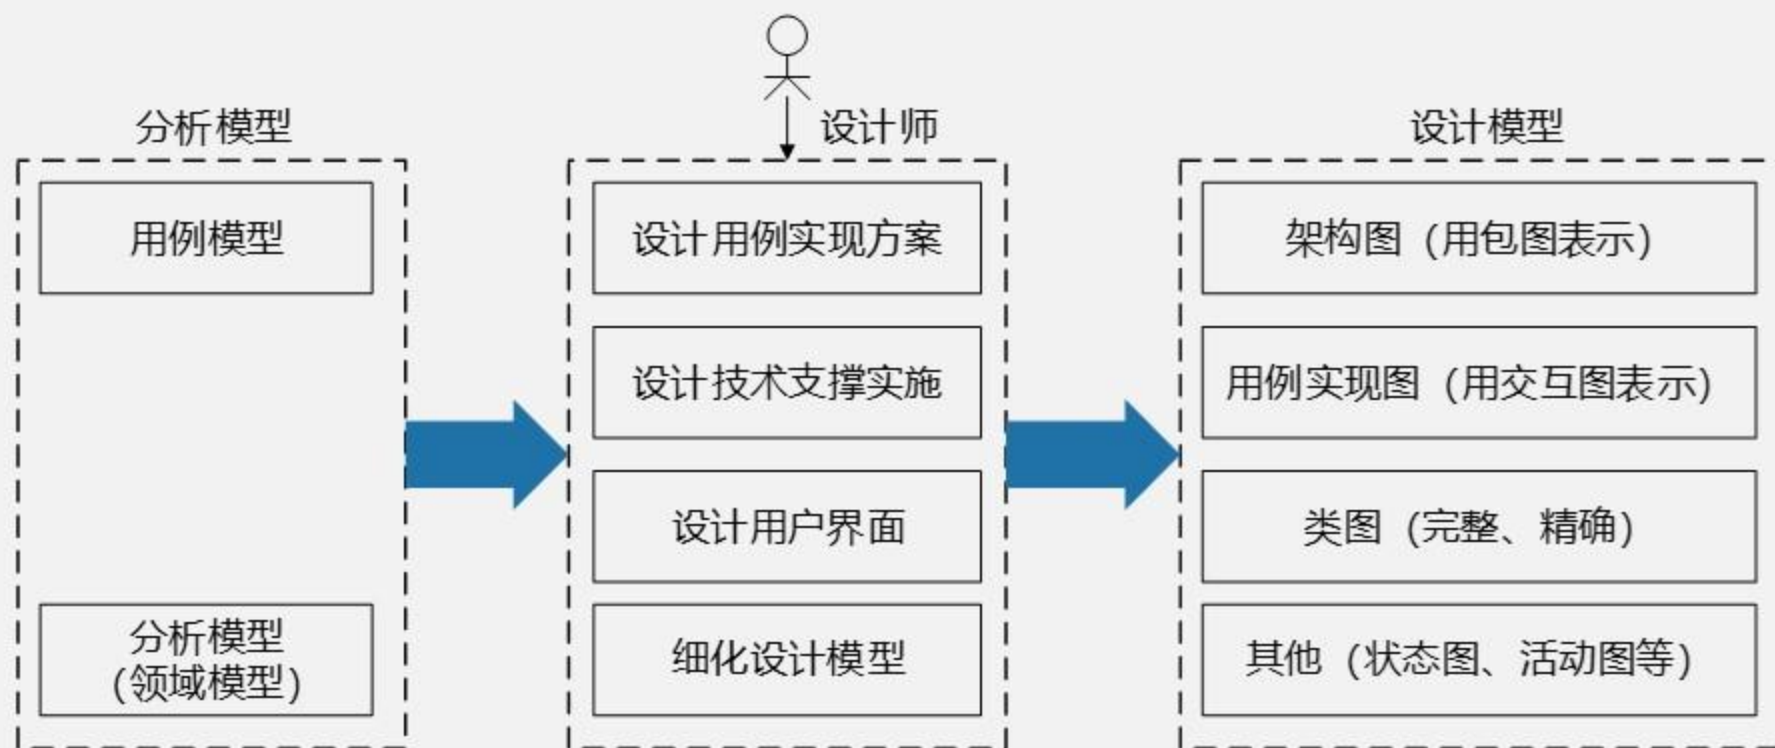 分析模型
用例模型
分析模型
(领域模型)
设计师
设计用例实现方案
设计技术支撑实施
设计用户界面
细化设计模型
设计模型
架构图（用包图表示）
用例实现图（用交互图表示）
类图（完整、精确）
其他（状态图、活动图等）